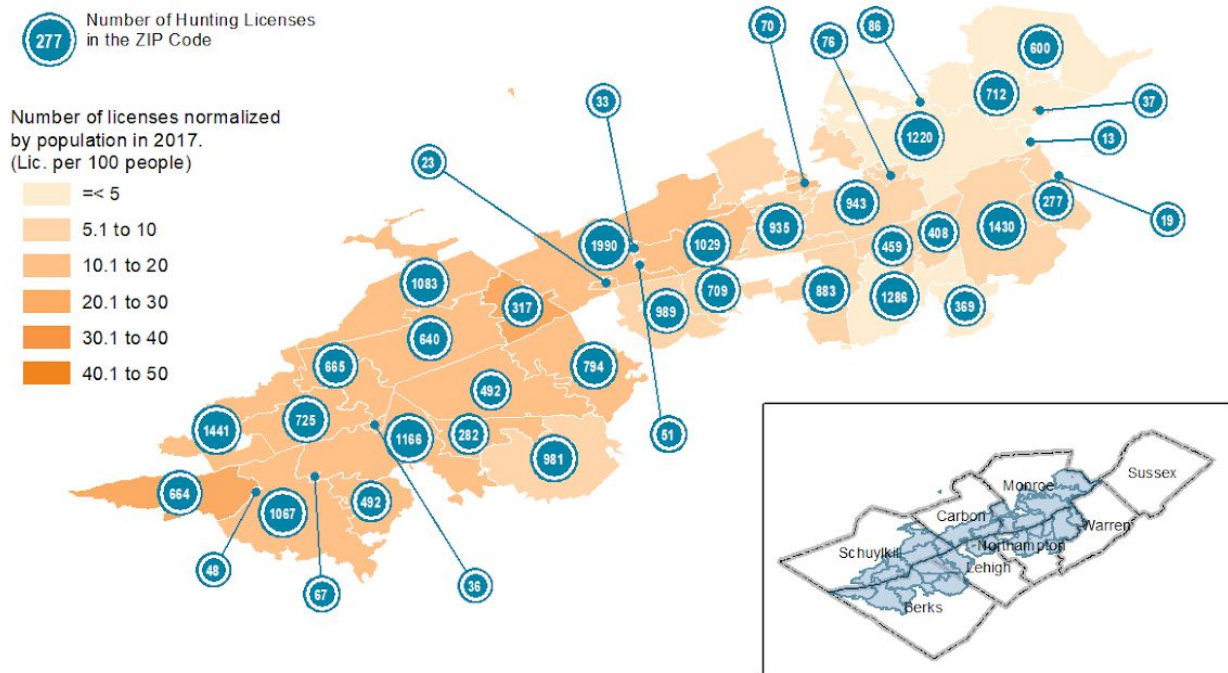 277
Number of Hunting Licenses
in the ZIP Code
Number of licenses normalized
by population in 2017.
(Lic. per 100 people)
=< 5
5.1 to 10
10.1 to 20
20.1 to 30
30.1 to 40
40.1 to 50
70
76
86
600
712
37
33
1220
13
23
943
277
19
1990
1029
935
459
408
1430
1083
317
989
709
883
1286
369
640
665
794
492
1441
725
1166
282
981
51
664
1067
492
48
67
36
Sussex
Monroe
Carbon
Warren
Schuylkill
Northampton
Lehigh
Berks